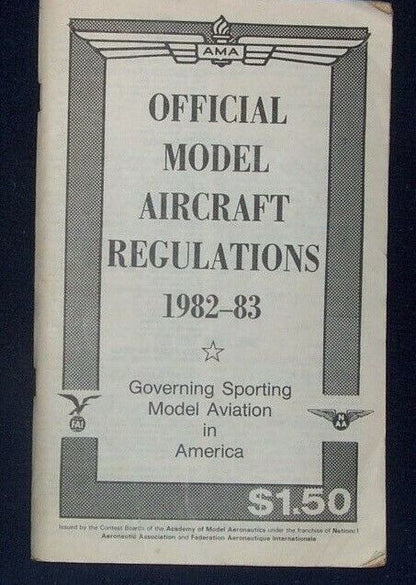 AMA
OFFICIAL
MODEL
AIRCRAFT
REGULATIONS
1982–83
Governing Sporting
Model Aviation
in
America
FAI
NAA
$1.50
Issued by the Contest Boards of the Academy of Model Aeronautics under the franchise of National
Aeronautic Association and Federation Aeronautique Internationale